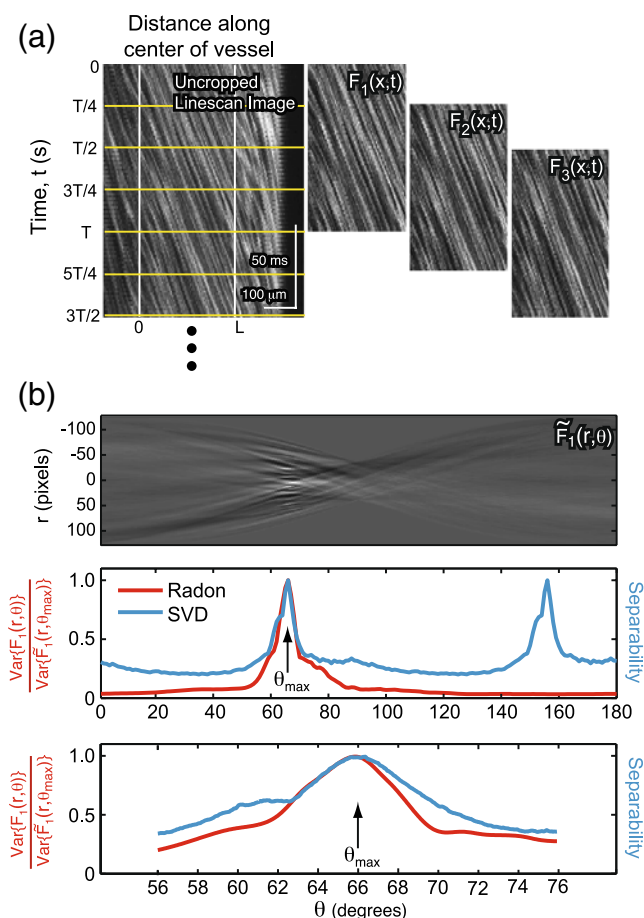 (a)
Distance along
center of vessel
Uncropped
Linescan Image
Time, t (s)
0
T/4
T/2
3T/4
T
5T/4
3T/2
50 ms
100 μm
0 L
F₁(x,t)
F₂(x,t)
F₃(x,t)
(b)
F̃₁(r,θ)
r (pixels)
-100
-50
0
50
100
Var{F₁(r,θ)}
Var{F̃₁(r,θmax)}
Separability
1.0
0.5
0
Radon
SVD
θmax
0 20 40 60 80 100 120 140 160 180
Var{F₁(r,θ)}
Var{F̃₁(r,θmax)}
Separability
1.0
0.5
0
θmax
56 58 60 62 64 66 68 70 72 74 76
θ (degrees)